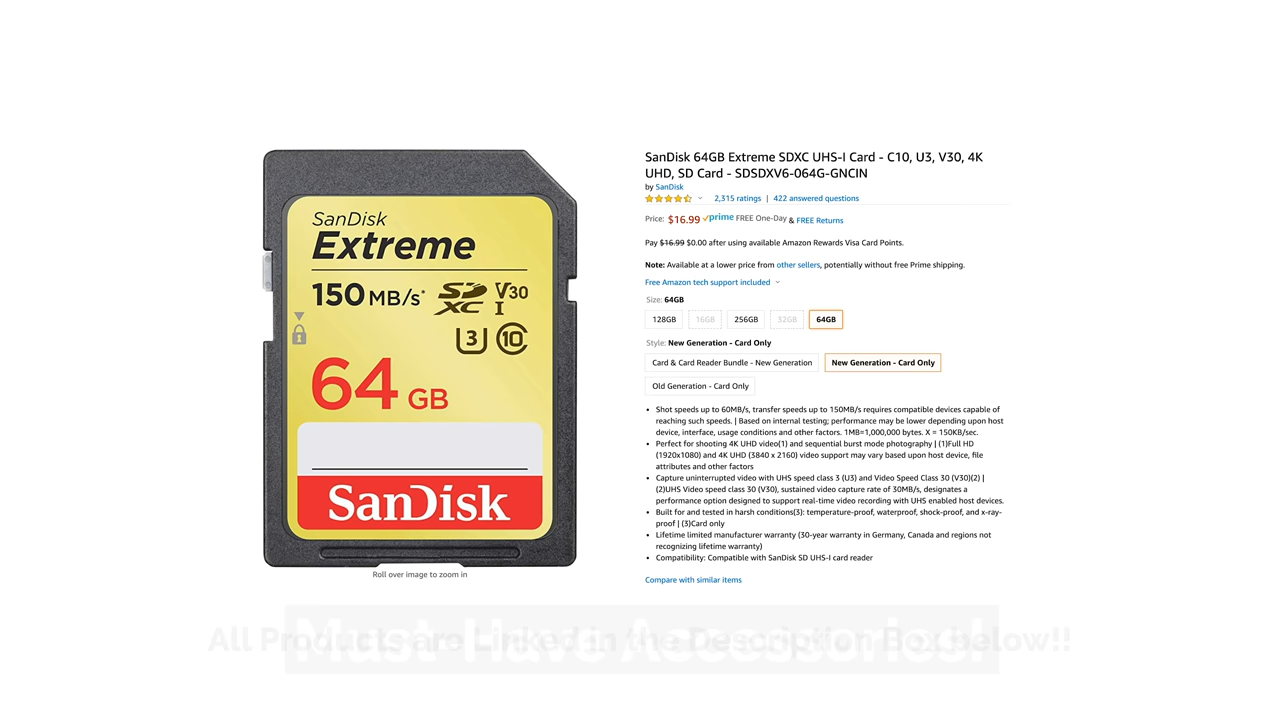 SanDisk
Extreme
150 MB/s*
SD XC I V30
3 10
64 GB
SanDisk
Roll over image to zoom in
SanDisk 64GB Extreme SDXC UHS-I Card - C10, U3, V30, 4K
UHD, SD Card - SDSDXV6-064G-GNCIN
by SanDisk
2,315 ratings | 422 answered questions
Price: $16.99 prime FREE One-Day & FREE Returns
Pay $16.99 $0.00 after using available Amazon Rewards Visa Card Points.
Note: Available at a lower price from other sellers, potentially without free Prime shipping.
Free Amazon tech support included
Size: 64GB
128GB 16GB 256GB 32GB 64GB
Style: New Generation - Card Only
Card & Card Reader Bundle - New Generation New Generation - Card Only
Old Generation - Card Only
• Shot speeds up to 60MB/s, transfer speeds up to 150MB/s requires compatible devices capable of
reaching such speeds. | Based on internal testing; performance may be lower depending upon host
device, interface, usage conditions and other factors. 1MB=1,000,000 bytes. X = 150KB/sec.
• Perfect for shooting 4K UHD video(1) and sequential burst mode photography | (1)Full HD
(1920x1080) and 4K UHD (3840 x 2160) video support may vary based upon host device, file
attributes and other factors
• Capture uninterrupted video with UHS speed class 3 (U3) and Video Speed Class 30 (V30)(2) |
(2)UHS Video speed class 30 (V30), sustained video capture rate of 30MB/s, designates a
performance option designed to support real-time video recording with UHS enabled host devices.
• Built for and tested in harsh conditions(3): temperature-proof, waterproof, shock-proof, and x-ray-
proof | (3)Card only
• Lifetime limited manufacturer warranty (30-year warranty in Germany, Canada and regions not
recognizing lifetime warranty)
• Compatibility: Compatible with SanDisk SD UHS-I card reader
Compare with similar items
All Products are Linked in the Description Box below!!
Must-Have Accessories!